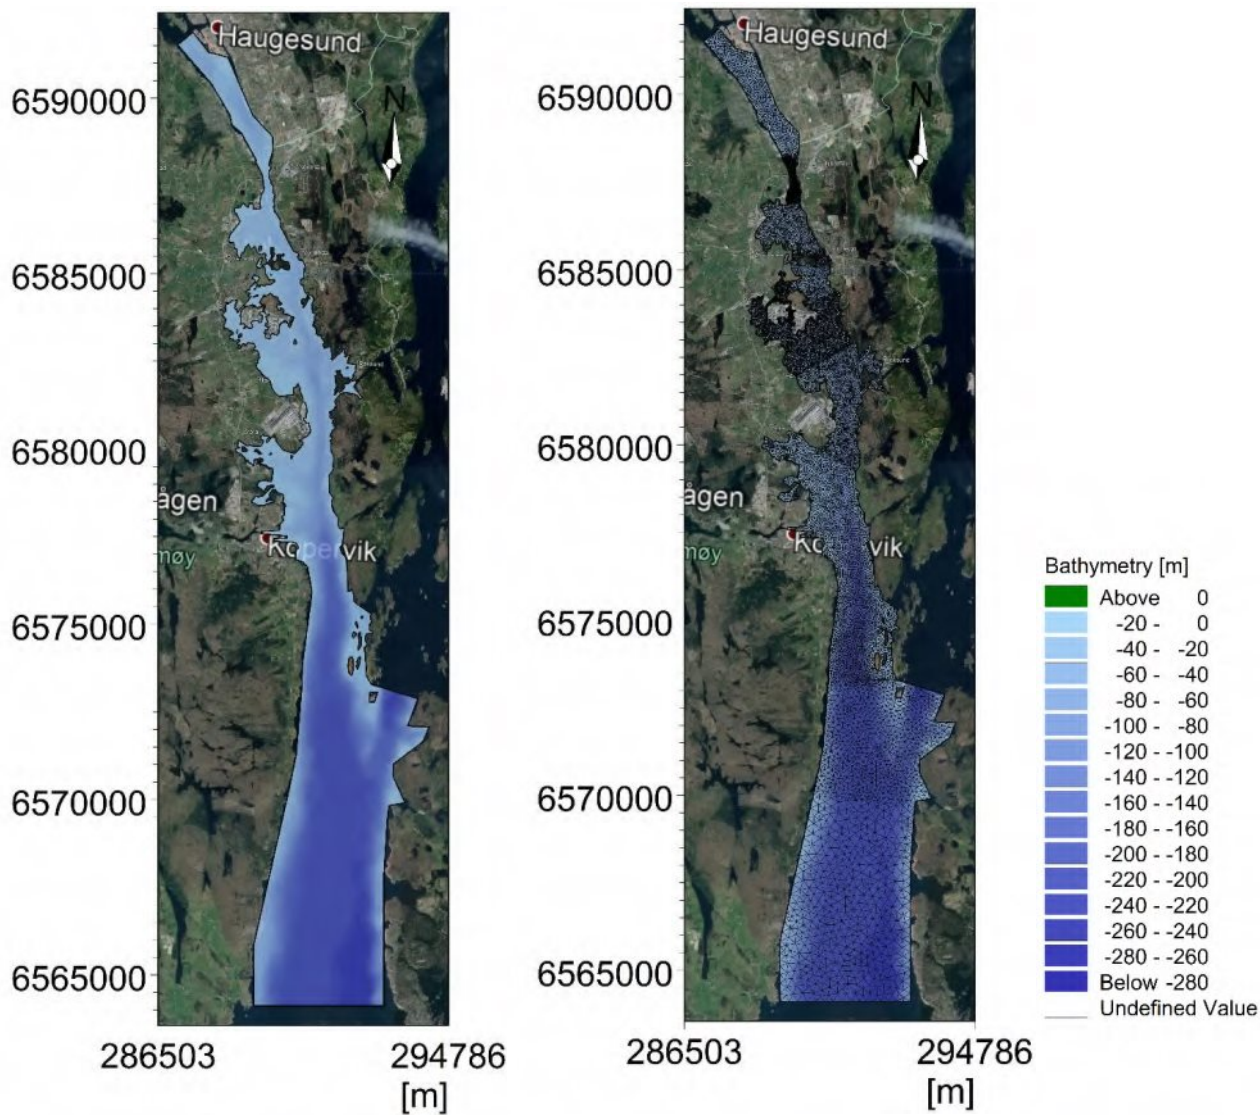 Haugesund
N
6590000
6585000
6580000
6575000
6570000
6565000
ågen
møy
Kopervik
286503
294786
[m]
Haugesund
N
6590000
6585000
6580000
6575000
6570000
6565000
ågen
møy
Kopervik
286503
294786
[m]
Bathymetry [m]
Above 0
-20 - 0
-40 - -20
-60 - -40
-80 - -60
-100 - -80
-120 - -100
-140 - -120
-160 - -140
-180 - -160
-200 - -180
-220 - -200
-240 - -220
-260 - -240
-280 - -260
Below -280
Undefined Value